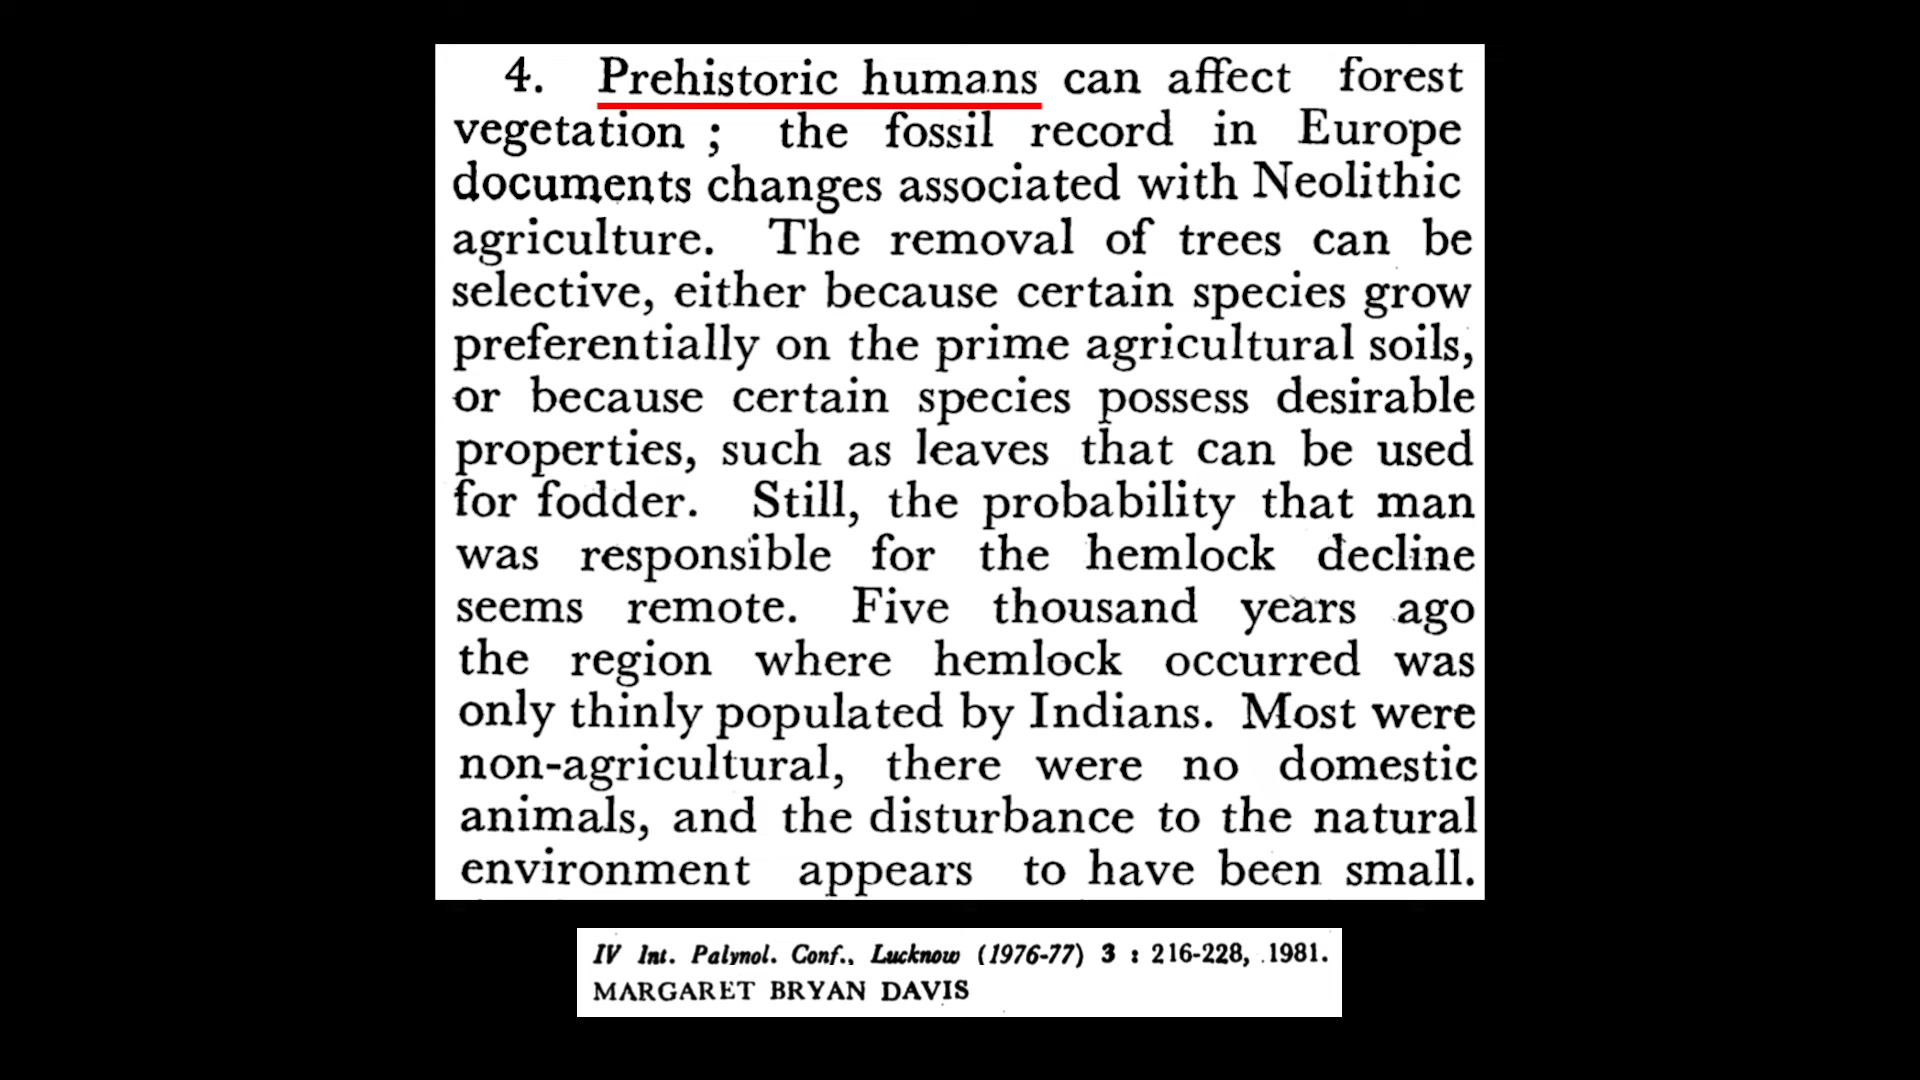 4. Prehistoric humans can affect forest
vegetation ; the fossil record in Europe
documents changes associated with Neolithic
agriculture. The removal of trees can be
selective, either because certain species grow
preferentially on the prime agricultural soils,
or because certain species possess desirable
properties, such as leaves that can be used
for fodder. Still, the probability that man
was responsible for the hemlock decline
seems remote. Five thousand years ago
the region where hemlock occurred was
only thinly populated by Indians. Most were
non-agricultural, there were no domestic
animals, and the disturbance to the natural
environment appears to have been small.
IV Int. Palynol. Conf., Lucknow (1976-77) 3 : 216-228, 1981.
MARGARET BRYAN DAVIS